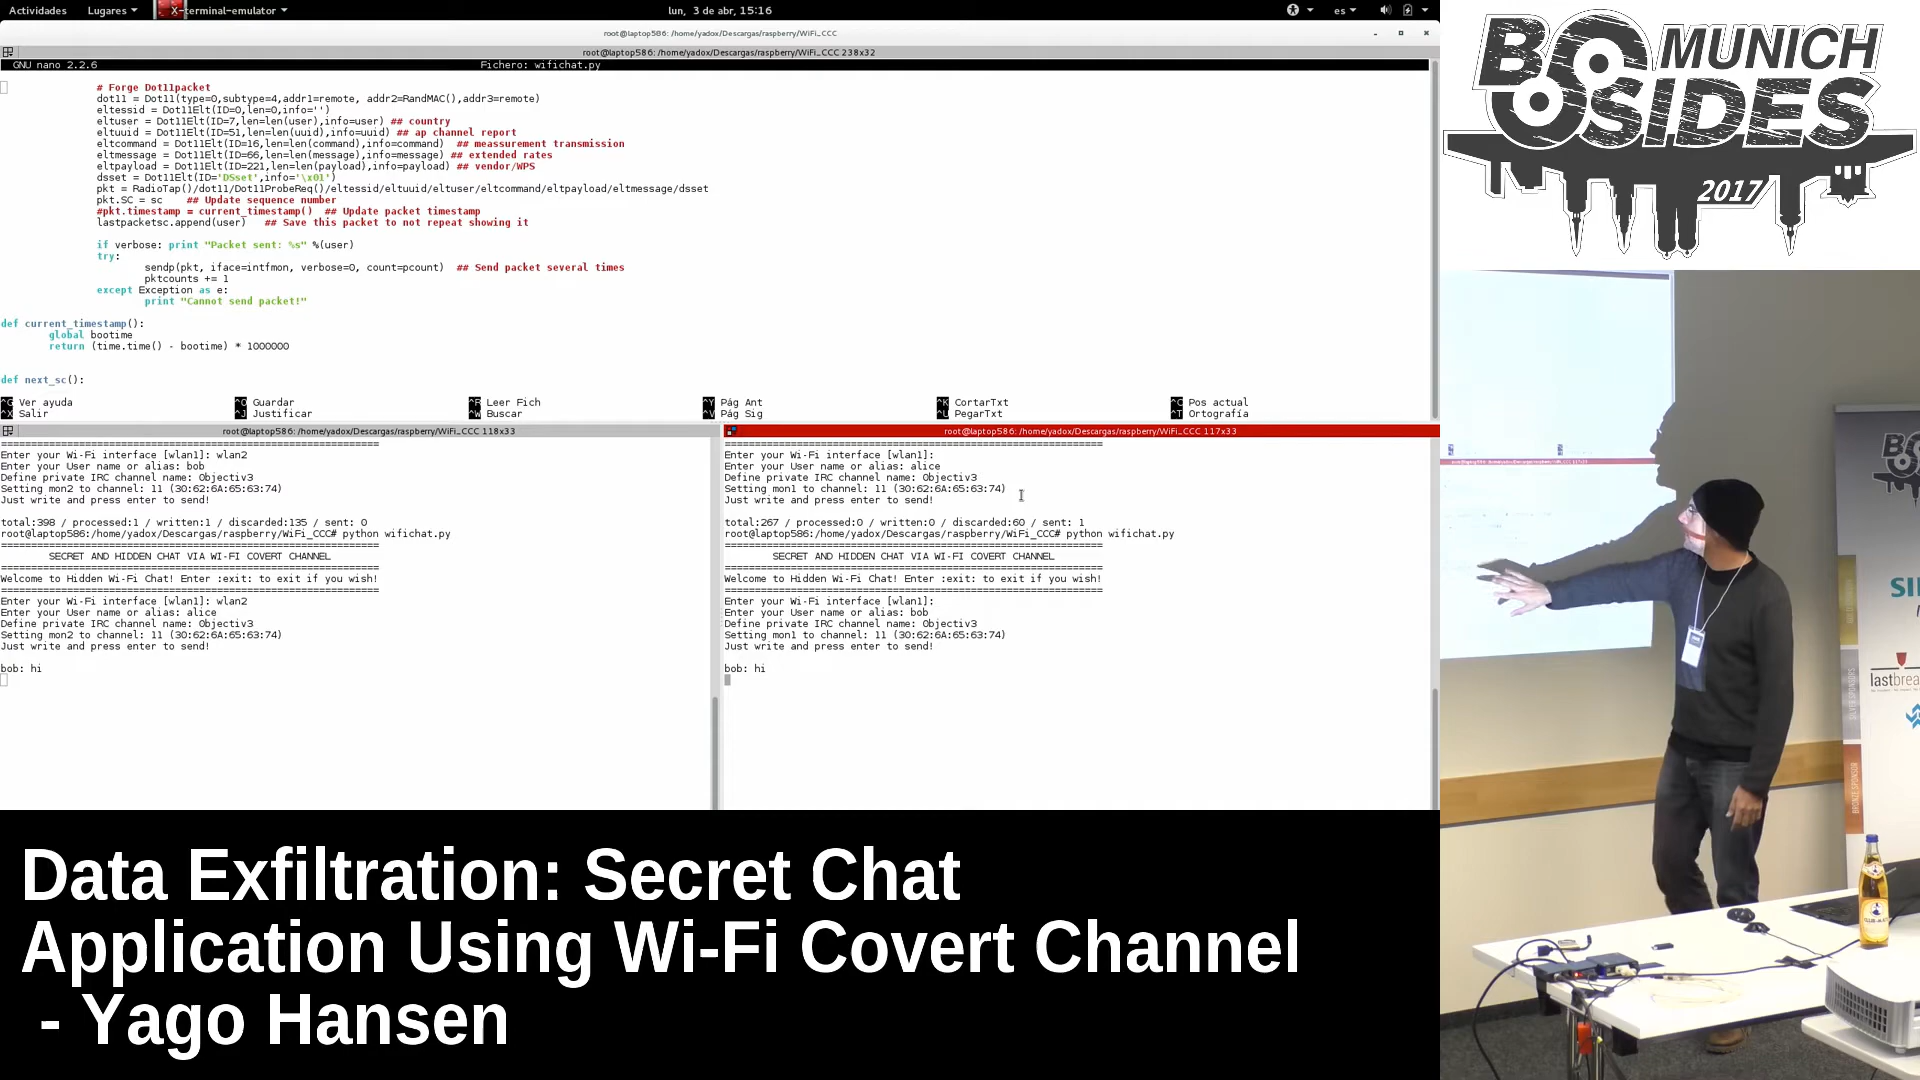 Actividades Lugares X-terminal-emulator lun, 3 de abr, 15:16 es
root@laptop586: /home/yadox/Descargas/raspberry/WiFi_CCC
root@laptop586: /home/yadox/Descargas/raspberry/WiFi_CCC 238x32
GNU nano 2.2.6 Fichero: wifichat.py
# Forge Dot11packet
dot11 = Dot11(type=0,subtype=4,addr1=remote, addr2=RandMAC(),addr3=remote)
eltessid = Dot11Elt(ID=0,len=0,info='')
eltuser = Dot11Elt(ID=7,len=len(user),info=user) ## country
eltuuid = Dot11Elt(ID=51,len=len(uuid),info=uuid) ## ap channel report
eltcommand = Dot11Elt(ID=16,len=len(command),info=command) ## meassurement transmission
eltmessage = Dot11Elt(ID=66,len=len(message),info=message) ## extended rates
eltpayload = Dot11Elt(ID=221,len=len(payload),info=payload) ## vendor/WPS
dsset = Dot11Elt(ID='DSset',info='\x01')
pkt = RadioTap()/dot11/Dot11ProbeReq()/eltessid/eltuuid/eltuser/eltcommand/eltpayload/eltmessage/dsset
pkt.SC = sc ## Update sequence number
#pkt.timestamp = current_timestamp() ## Update packet timestamp
lastpacketsc.append(user) ## Save this packet to not repeat showing it
if verbose: print "Packet sent: %s" %(user)
try:
sendp(pkt, iface=intfmon, verbose=0, count=pcount) ## Send packet several times
pktcounts += 1
except Exception as e:
print "Cannot send packet!"
def current_timestamp():
global bootime
return (time.time() - bootime) * 1000000
def next_sc():
^G Ver ayuda ^O Guardar ^R Leer Fich ^Y Pág Ant ^K CortarTxt ^C Pos actual
^X Salir ^J Justificar ^W Buscar ^V Pág Sig ^U PegarTxt ^T Ortografía
root@laptop586: /home/yadox/Descargas/raspberry/WiFi_CCC 118x33
=======================================================
Enter your Wi-Fi interface [wlan1]: wlan2
Enter your User name or alias: bob
Define private IRC channel name: Objectiv3
Setting mon2 to channel: 11 (30:62:6A:65:63:74)
Just write and press enter to send!
total:398 / processed:1 / written:1 / discarded:135 / sent: 0
root@laptop586:/home/yadox/Descargas/raspberry/WiFi_CCC# python wifichat.py
=======================================================
SECRET AND HIDDEN CHAT VIA WI-FI COVERT CHANNEL
=======================================================
Welcome to Hidden Wi-Fi Chat! Enter :exit: to exit if you wish!
=======================================================
Enter your Wi-Fi interface [wlan1]: wlan2
Enter your User name or alias: alice
Define private IRC channel name: Objectiv3
Setting mon2 to channel: 11 (30:62:6A:65:63:74)
Just write and press enter to send!
bob: hi
root@laptop586: /home/yadox/Descargas/raspberry/WiFi_CCC 117x33
=======================================================
Enter your Wi-Fi interface [wlan1]:
Enter your User name or alias: alice
Define private IRC channel name: Objectiv3
Setting mon1 to channel: 11 (30:62:6A:65:63:74)
Just write and press enter to send!
total:267 / processed:0 / written:0 / discarded:60 / sent: 1
root@laptop586:/home/yadox/Descargas/raspberry/WiFi_CCC# python wifichat.py
=======================================================
SECRET AND HIDDEN CHAT VIA WI-FI COVERT CHANNEL
=======================================================
Welcome to Hidden Wi-Fi Chat! Enter :exit: to exit if you wish!
=======================================================
Enter your Wi-Fi interface [wlan1]:
Enter your User name or alias: bob
Define private IRC channel name: Objectiv3
Setting mon1 to channel: 11 (30:62:6A:65:63:74)
Just write and press enter to send!
bob: hi
BSIDES MUNICH
2017
lastbrea
Data Exfiltration: Secret Chat
Application Using Wi-Fi Covert Channel
- Yago Hansen